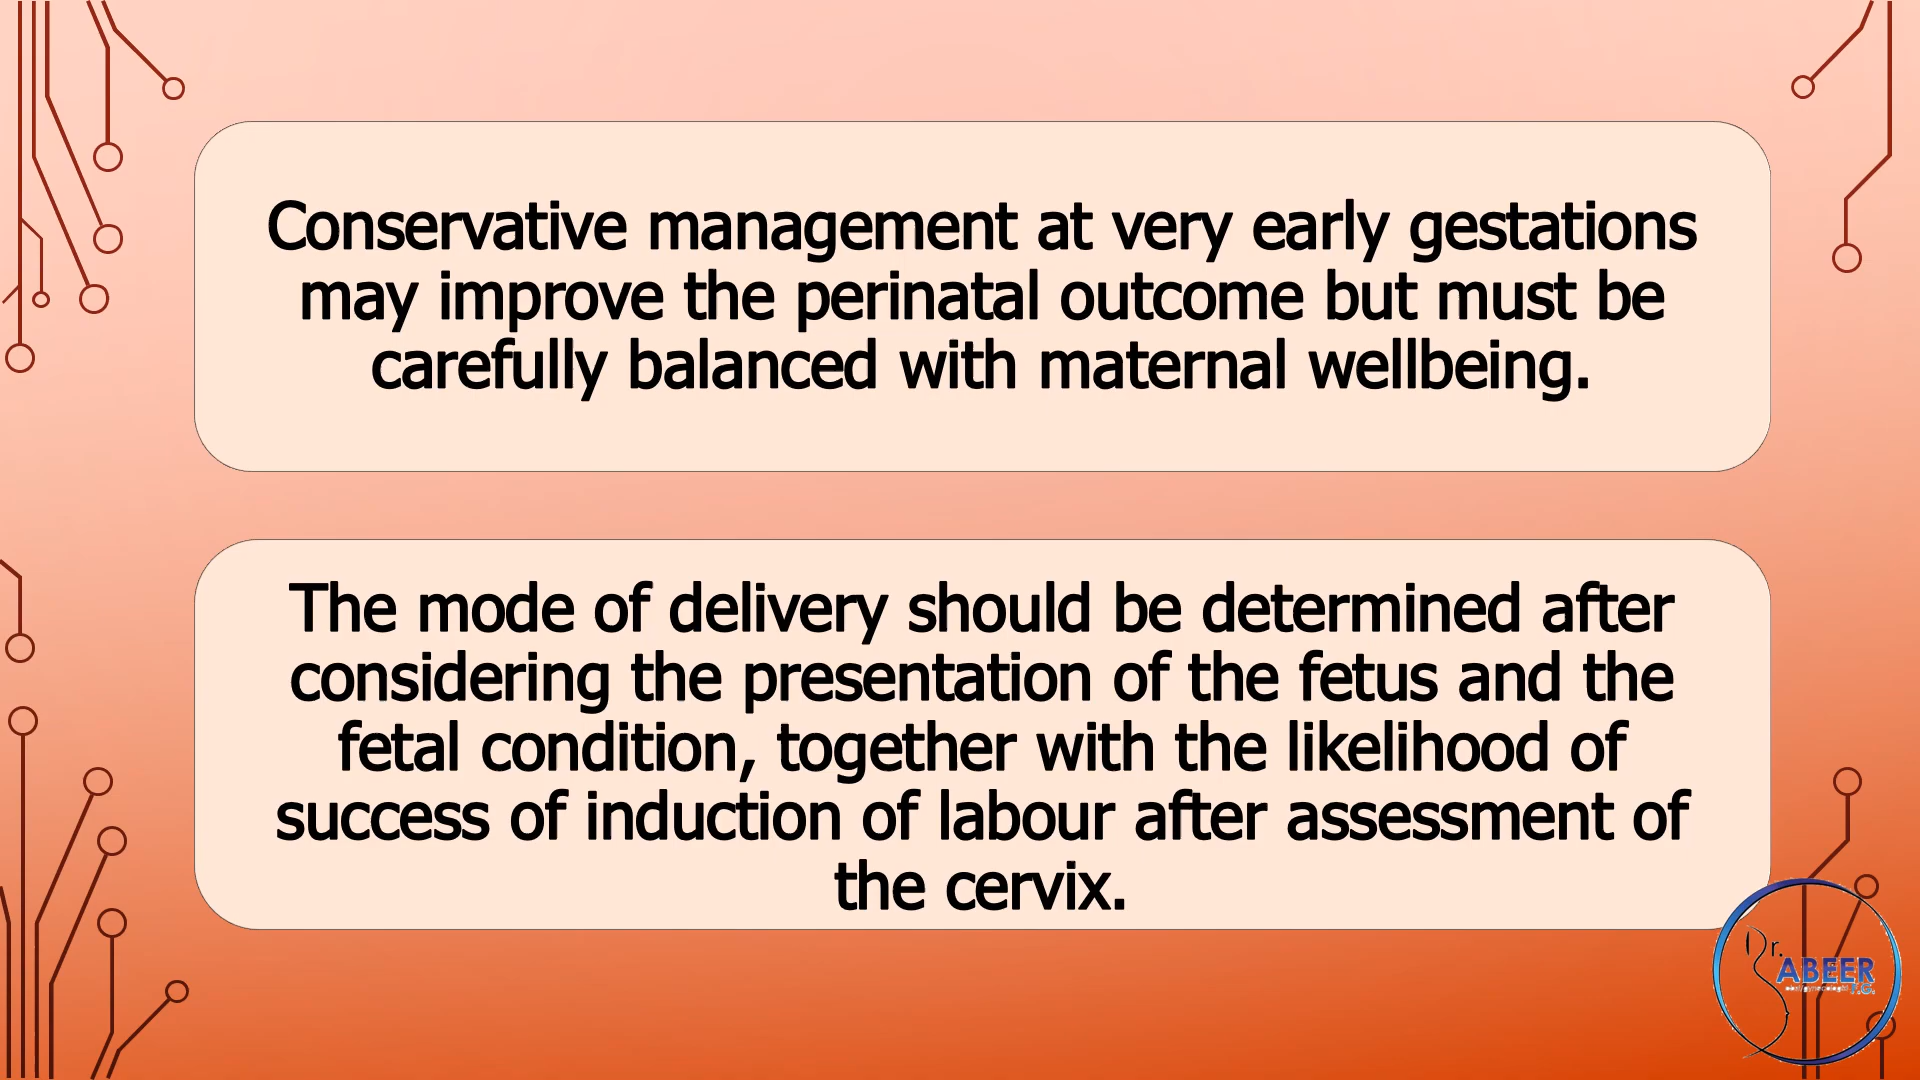 Conservative management at very early gestations
may improve the perinatal outcome but must be
carefully balanced with maternal wellbeing.
The mode of delivery should be determined after
considering the presentation of the fetus and the
fetal condition, together with the likelihood of
success of induction of labour after assessment of
the cervix.
Dr.
ABEER
F.G.